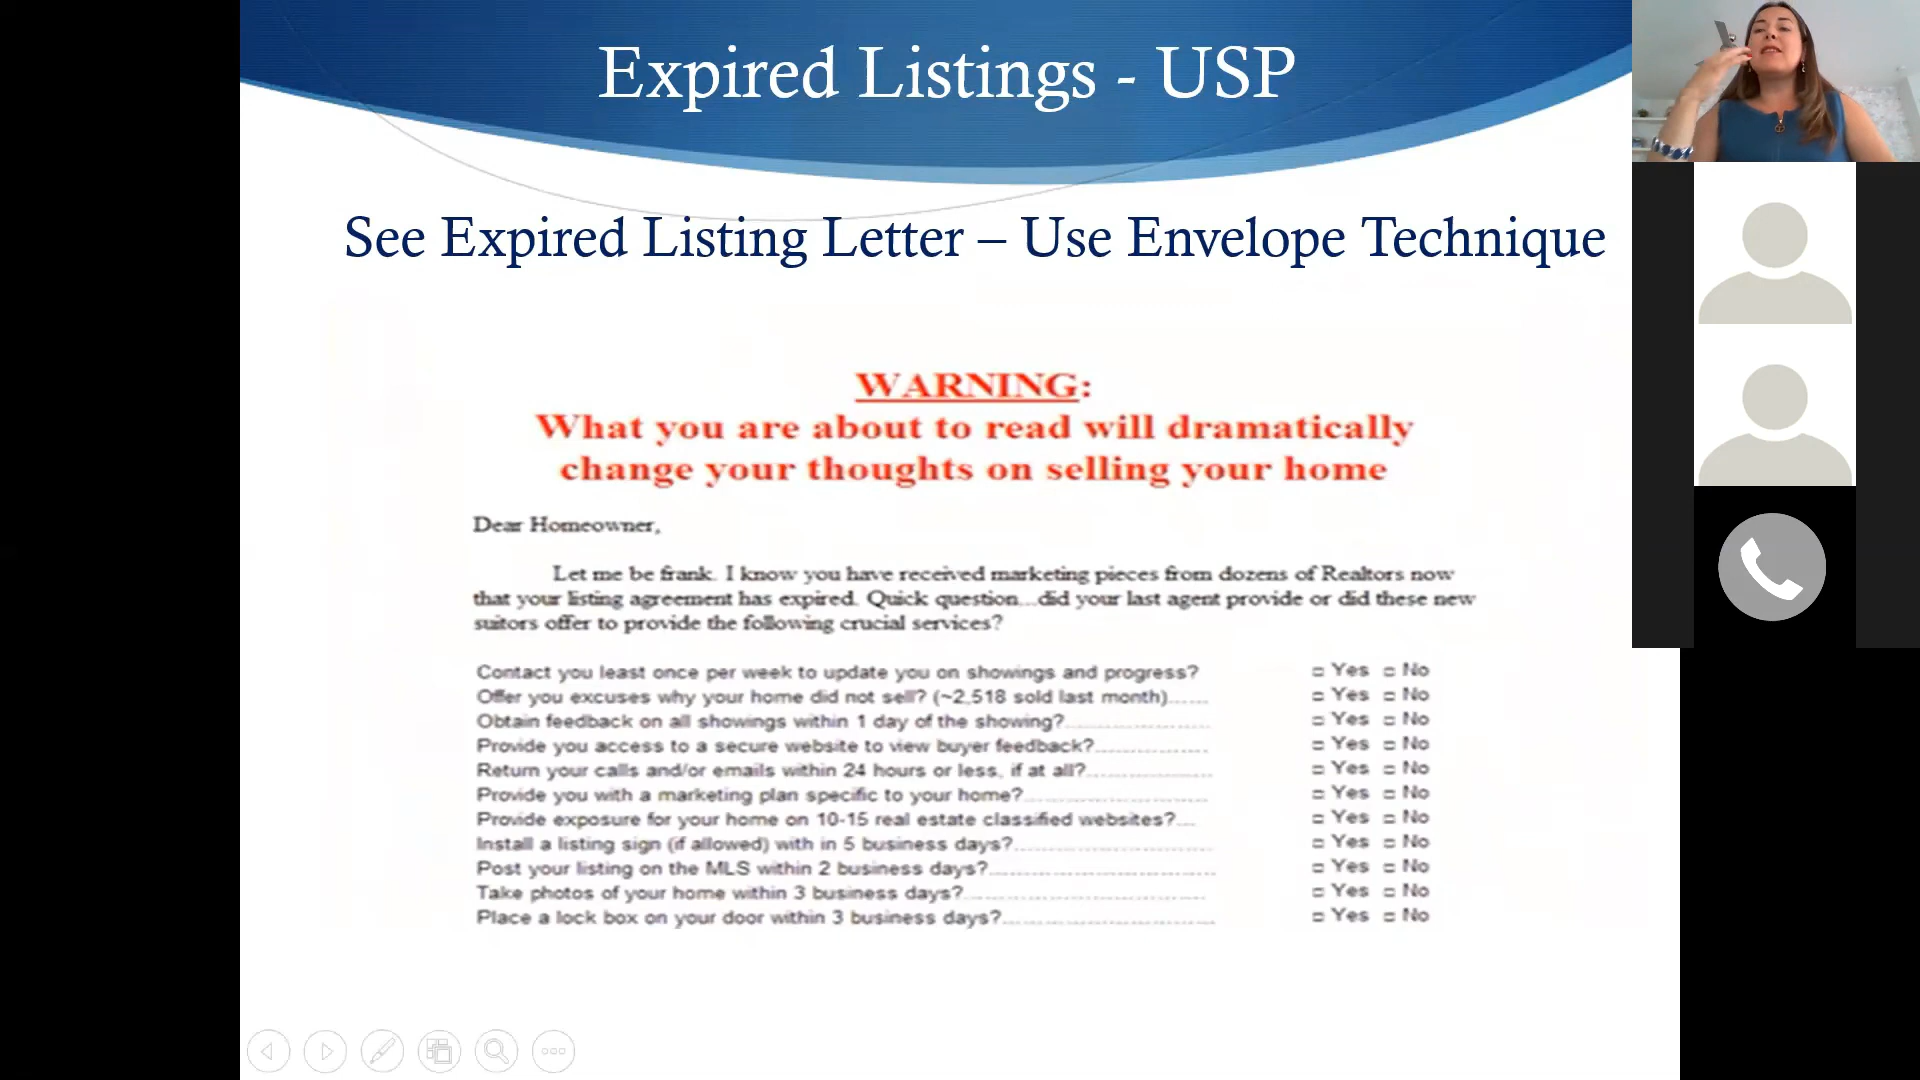 Expired Listings - USP
See Expired Listing Letter – Use Envelope Technique
WARNING:
What you are about to read will dramatically
change your thoughts on selling your home
Dear Homeowner,
Let me be frank. I know you have received marketing pieces from dozens of Realtors now
that your listing agreement has expired. Quick question...did your last agent provide or did these new
suitors offer to provide the following crucial services?
Contact you least once per week to update you on showings and progress? □ Yes □ No
Offer you excuses why your home did not sell? (~2,518 sold last month)...... □ Yes □ No
Obtain feedback on all showings within 1 day of the showing?........................ □ Yes □ No
Provide you access to a secure website to view buyer feedback?................... □ Yes □ No
Return your calls and/or emails within 24 hours or less, if at all?..................... □ Yes □ No
Provide you with a marketing plan specific to your home?............................... □ Yes □ No
Provide exposure for your home on 10-15 real estate classified websites?.... □ Yes □ No
Install a listing sign (if allowed) with in 5 business days?................................. □ Yes □ No
Post your listing on the MLS within 2 business days?...................................... □ Yes □ No
Take photos of your home within 3 business days?......................................... □ Yes □ No
Place a lock box on your door within 3 business days?.................................... □ Yes □ No